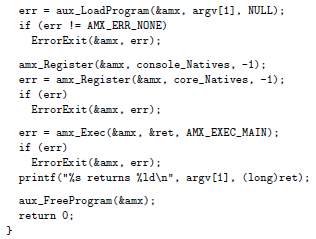 err = aux_LoadProgram(&amx, argv[1], NULL);
if (err != AMX_ERR_NONE)
ErrorExit(&amx, err);
amx_Register(&amx, console_Natives, -1);
err = amx_Register(&amx, core_Natives, -1);
if (err)
ErrorExit(&amx, err);
err = amx_Exec(&amx, &ret, AMX_EXEC_MAIN);
if (err)
ErrorExit(&amx, err);
printf("%s returns %ld\n", argv[1], (long)ret);
aux_FreeProgram(&amx);
return 0;
}